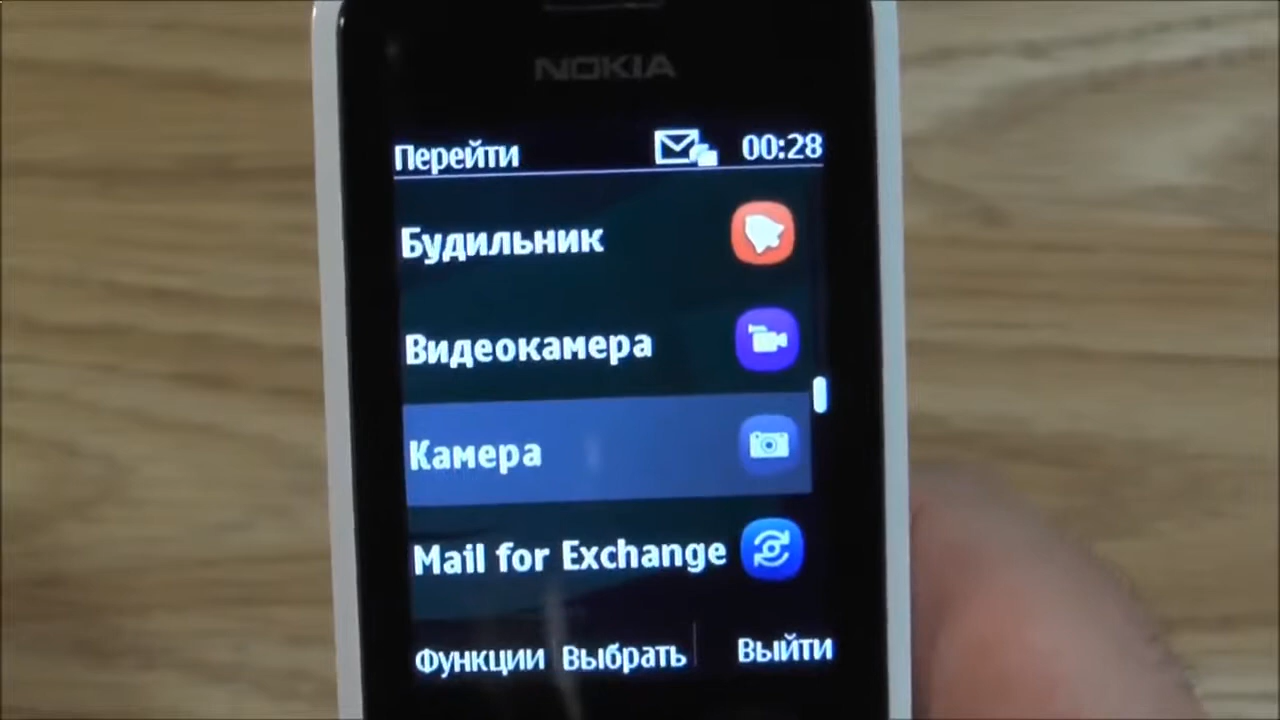 NOKIA
Перейти 00:28
Будильник
Видеокамера
Камера
Mail for Exchange
Функции Выбрать Выйти